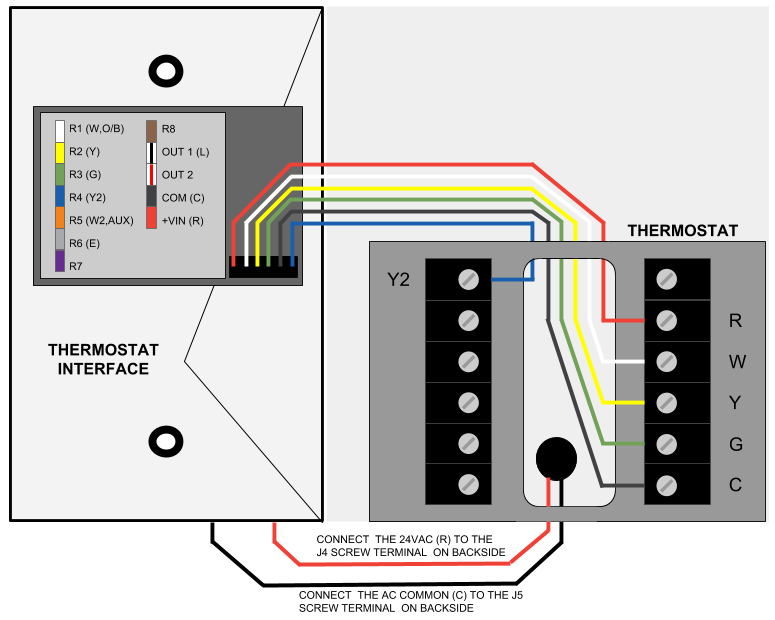 R1 (W,O/B)
R2 (Y)
R3 (G)
R4 (Y2)
R5 (W2,AUX)
R6 (E)
R7
R8
OUT 1 (L)
OUT 2
COM (C)
+VIN (R)
THERMOSTAT
INTERFACE
THERMOSTAT
Y2
R
W
Y
G
C
CONNECT THE 24VAC (R) TO THE
J4 SCREW TERMINAL ON BACKSIDE
CONNECT THE AC COMMON (C) TO THE J5
SCREW TERMINAL ON BACKSIDE